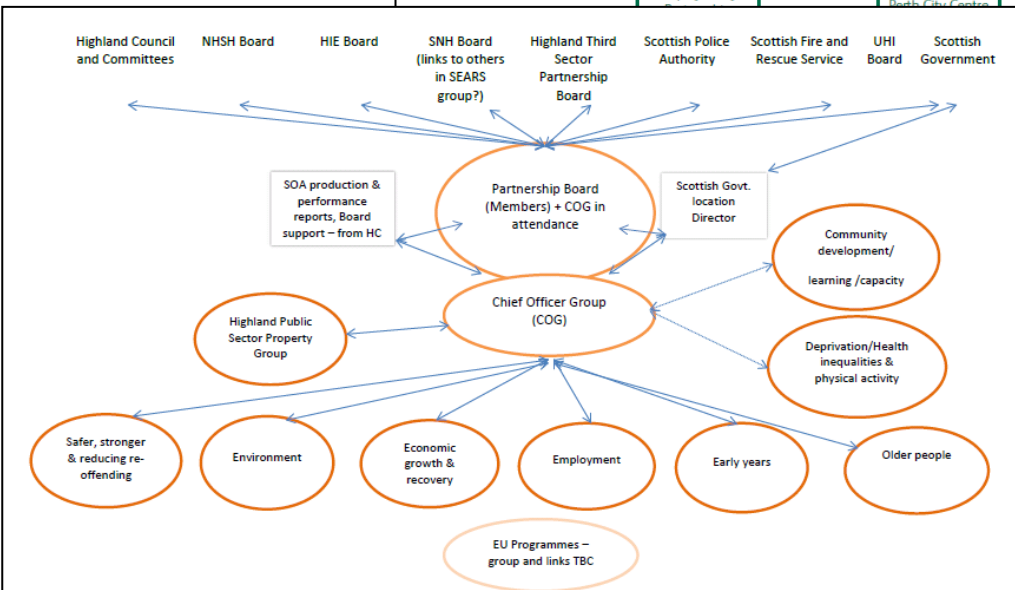 Perth City Centre
Highland Council
and Committees
NHSH Board
HIE Board
SNH Board
(links to others
in SEARS
group?)
Highland Third
Sector
Partnership
Board
Scottish Police
Authority
Scottish Fire and
Rescue Service
UHI
Board
Scottish
Government
SOA production &
performance
reports, Board
support – from HC
Partnership Board
(Members) + COG in
attendance
Scottish Govt.
location
Director
Community
development/
learning /capacity
Chief Officer Group
(COG)
Highland Public
Sector Property
Group
Deprivation/Health
inequalities &
physical activity
Safer, stronger
& reducing re-
offending
Environment
Economic
growth &
recovery
Employment
Early years
Older people
EU Programmes –
group and links TBC